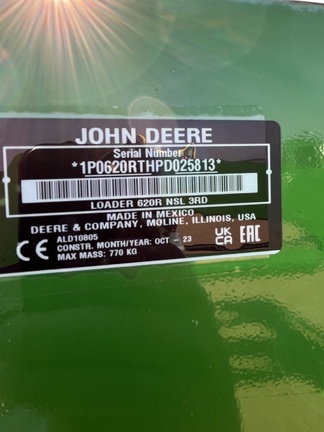 JOHN DEERE
Serial Number
*1P0620RTHPD025813*
LOADER 620R NSL 3RD
MADE IN MEXICO
DEERE & COMPANY, MOLINE, ILLINOIS, USA
ALD10805
CONSTR. MONTH/YEAR: OCT - 23
MAX MASS: 770 KG
CE
UK
CA
EAC